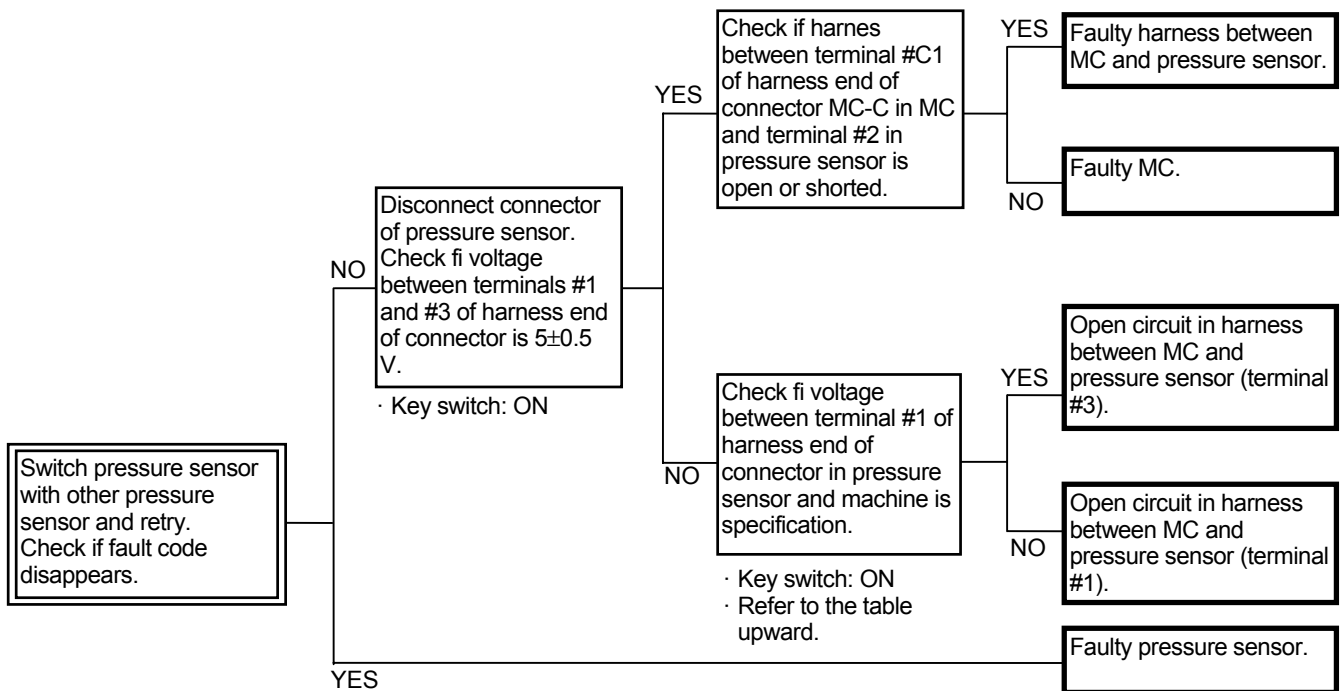 Switch pressure sensor
with other pressure
sensor and retry.
Check if fault code
disappears.
NO
YES
Disconnect connector
of pressure sensor.
Check fi voltage
between terminals #1
and #3 of harness end
of connector is 5±0.5
V.
· Key switch: ON
YES
NO
Check if harnes
between terminal #C1
of harness end of
connector MC-C in MC
and terminal #2 in
pressure sensor is
open or shorted.
YES
NO
Faulty harness between
MC and pressure sensor.
Faulty MC.
Check fi voltage
between terminal #1 of
harness end of
connector in pressure
sensor and machine is
specification.
· Key switch: ON
· Refer to the table
upward.
YES
NO
Open circuit in harness
between MC and
pressure sensor (terminal
#3).
Open circuit in harness
between MC and
pressure sensor (terminal
#1).
Faulty pressure sensor.